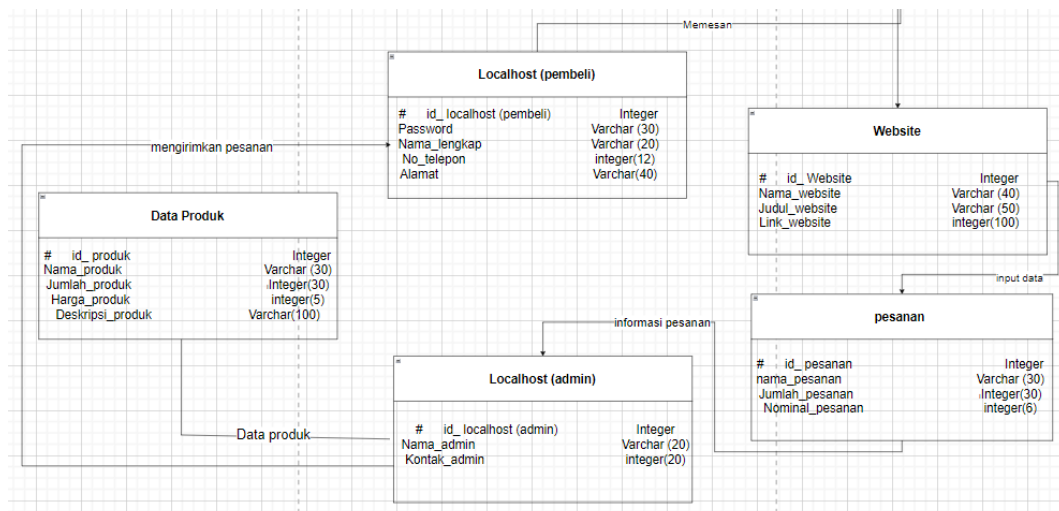 Memesan
Localhost (pembeli)
# id_ localhost (pembeli) Integer
Password Varchar (30)
Nama_lengkap Varchar (20)
No_telepon integer(12)
Alamat Varchar(40)
mengirimkan pesanan
Website
# id_ Website Integer
Nama_website Varchar (40)
Judul_website Varchar (50)
Link_website integer(100)
Data Produk
# id_ produk Integer
Nama_produk Varchar (30)
Jumlah_produk Integer(30)
Harga_produk integer(5)
Deskripsi_produk Varchar(100)
input data
pesanan
# id_ pesanan Integer
nama_pesanan Varchar (30)
Jumlah_pesanan Integer(30)
Nominal_pesanan integer(6)
informasi pesanan
Localhost (admin)
# id_ localhost (admin) Integer
Nama_admin Varchar (20)
Kontak_admin integer(20)
Data produk